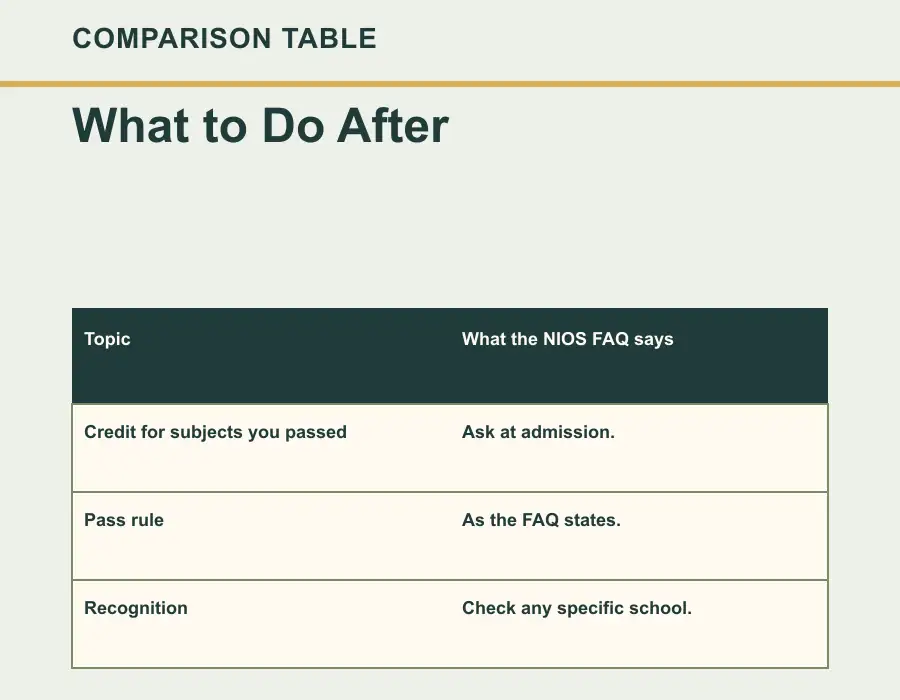 COMPARISON TABLE
What to Do After
Topic What the NIOS FAQ says
Credit for subjects you passed Ask at admission.
Pass rule As the FAQ states.
Recognition Check any specific school.